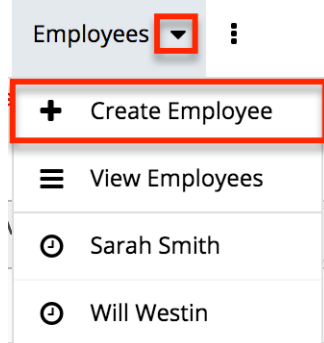 Employees
Create Employee
View Employees
Sarah Smith
Will Westin